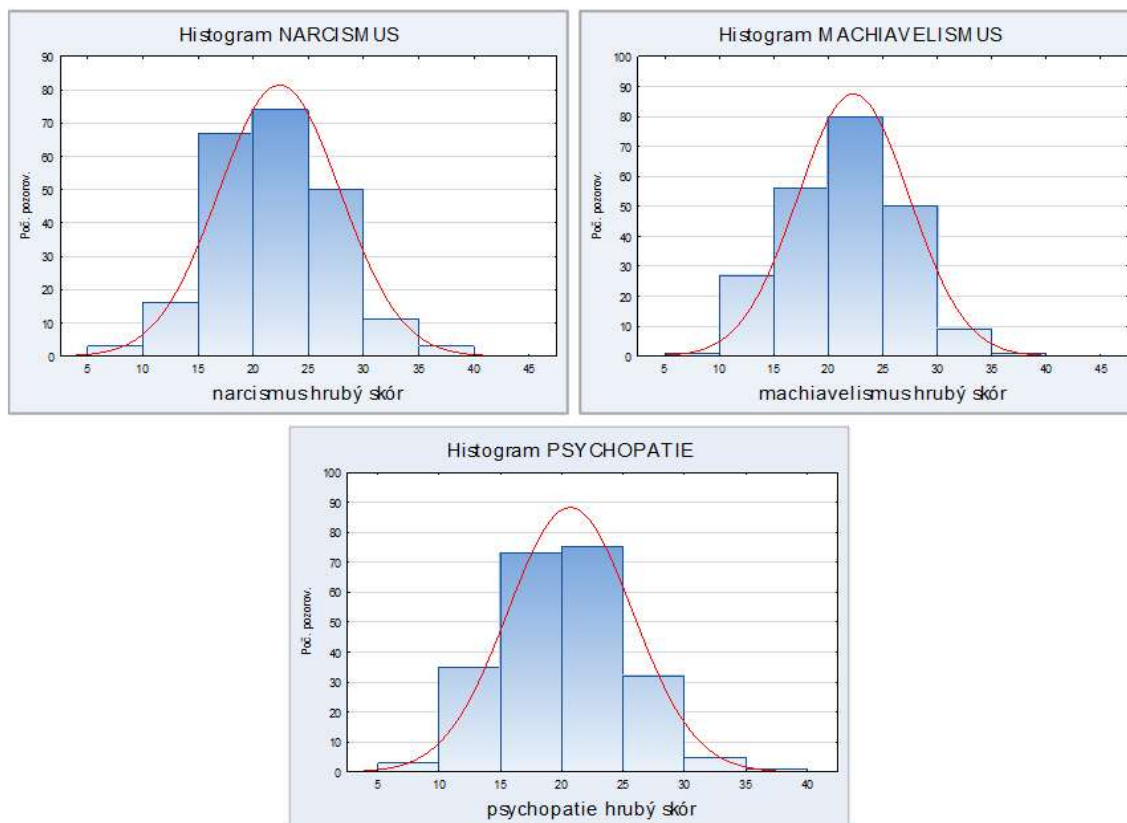 Histogram NARCISMUS
90
80
70
60
50
40
30
20
10
0
Poč. pozorov.
5 10 15 20 25 30 35 40 45
narcismus hrubý skór
Histogram MACHIAVELISMUS
100
90
80
70
60
50
40
30
20
10
0
Poč. pozorov.
5 10 15 20 25 30 35 40 45
machiavelismus hrubý skór
Histogram PSYCHOPATIE
100
90
80
70
60
50
40
30
20
10
0
Poč. pozorov.
5 10 15 20 25 30 35 40
psychopatie hrubý skór